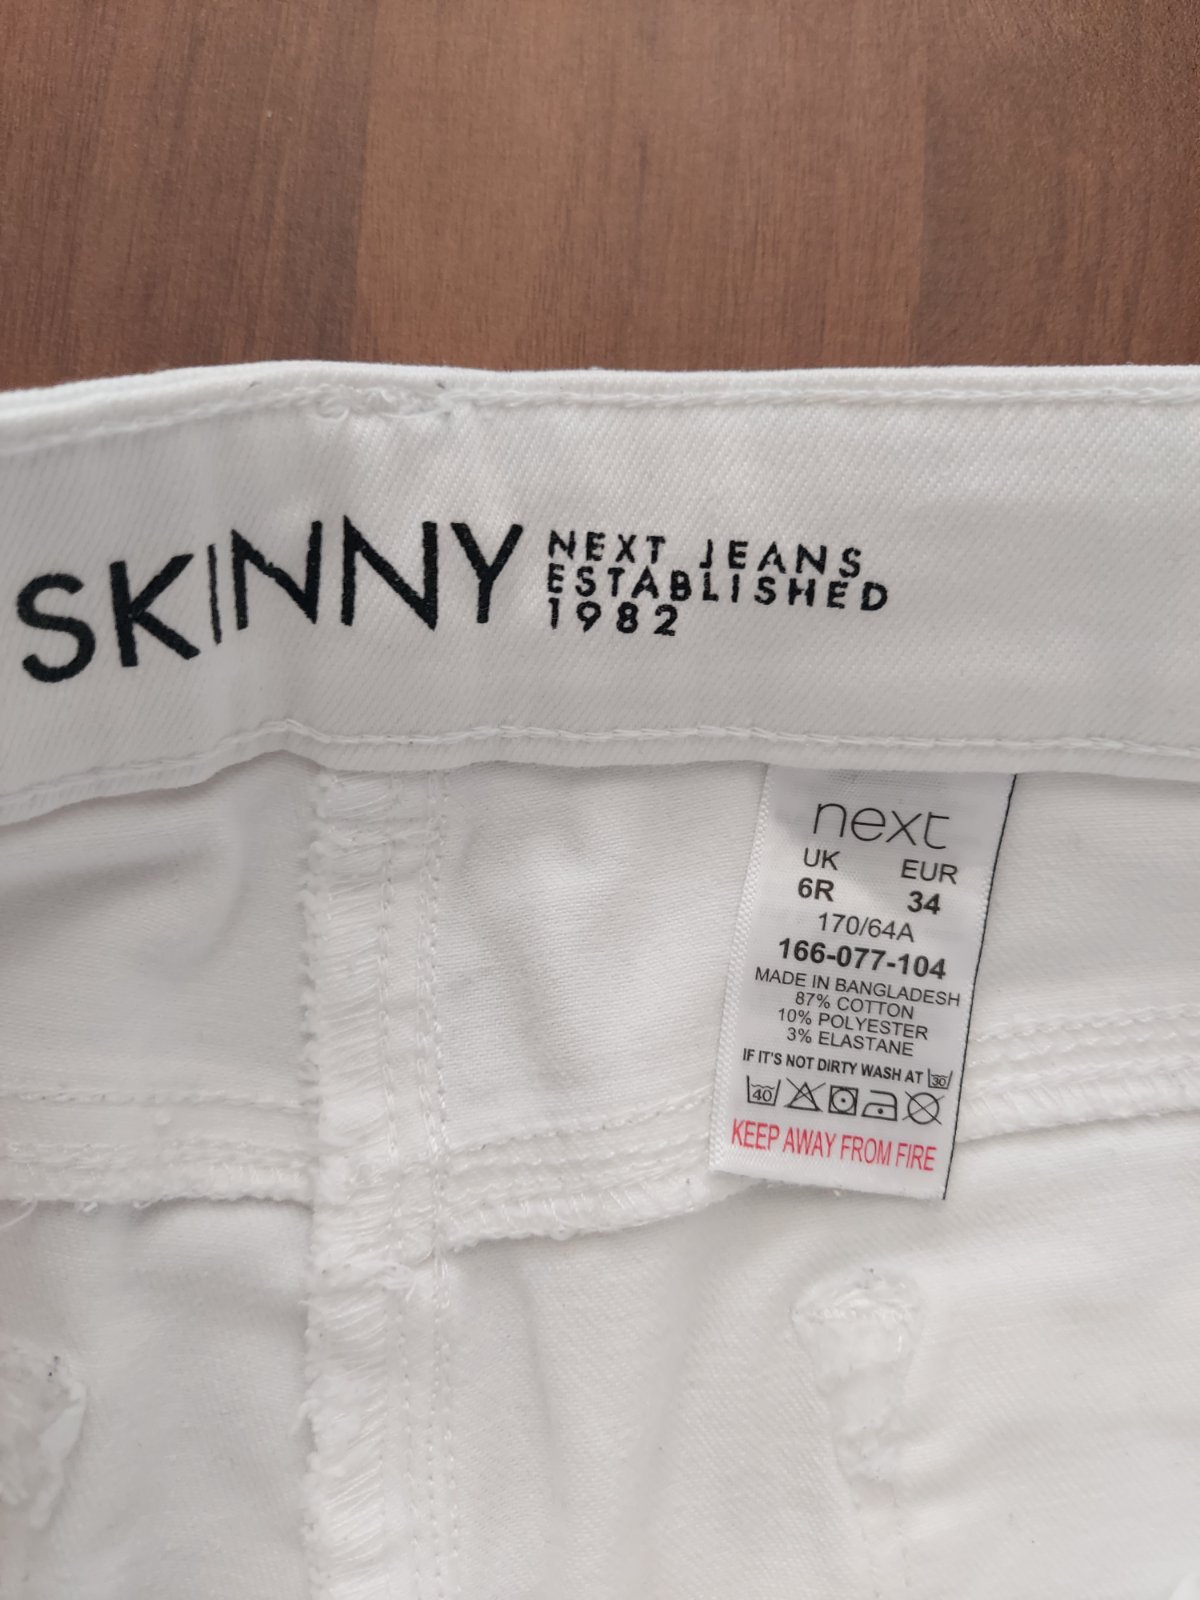 SKINNY
NEXT JEANS
ESTABLISHED
1982
next
UK EUR
6R 34
170/64A
166-077-104
MADE IN BANGLADESH
87% COTTON
10% POLYESTER
3% ELASTANE
IF IT'S NOT DIRTY WASH AT 30
40
KEEP AWAY FROM FIRE